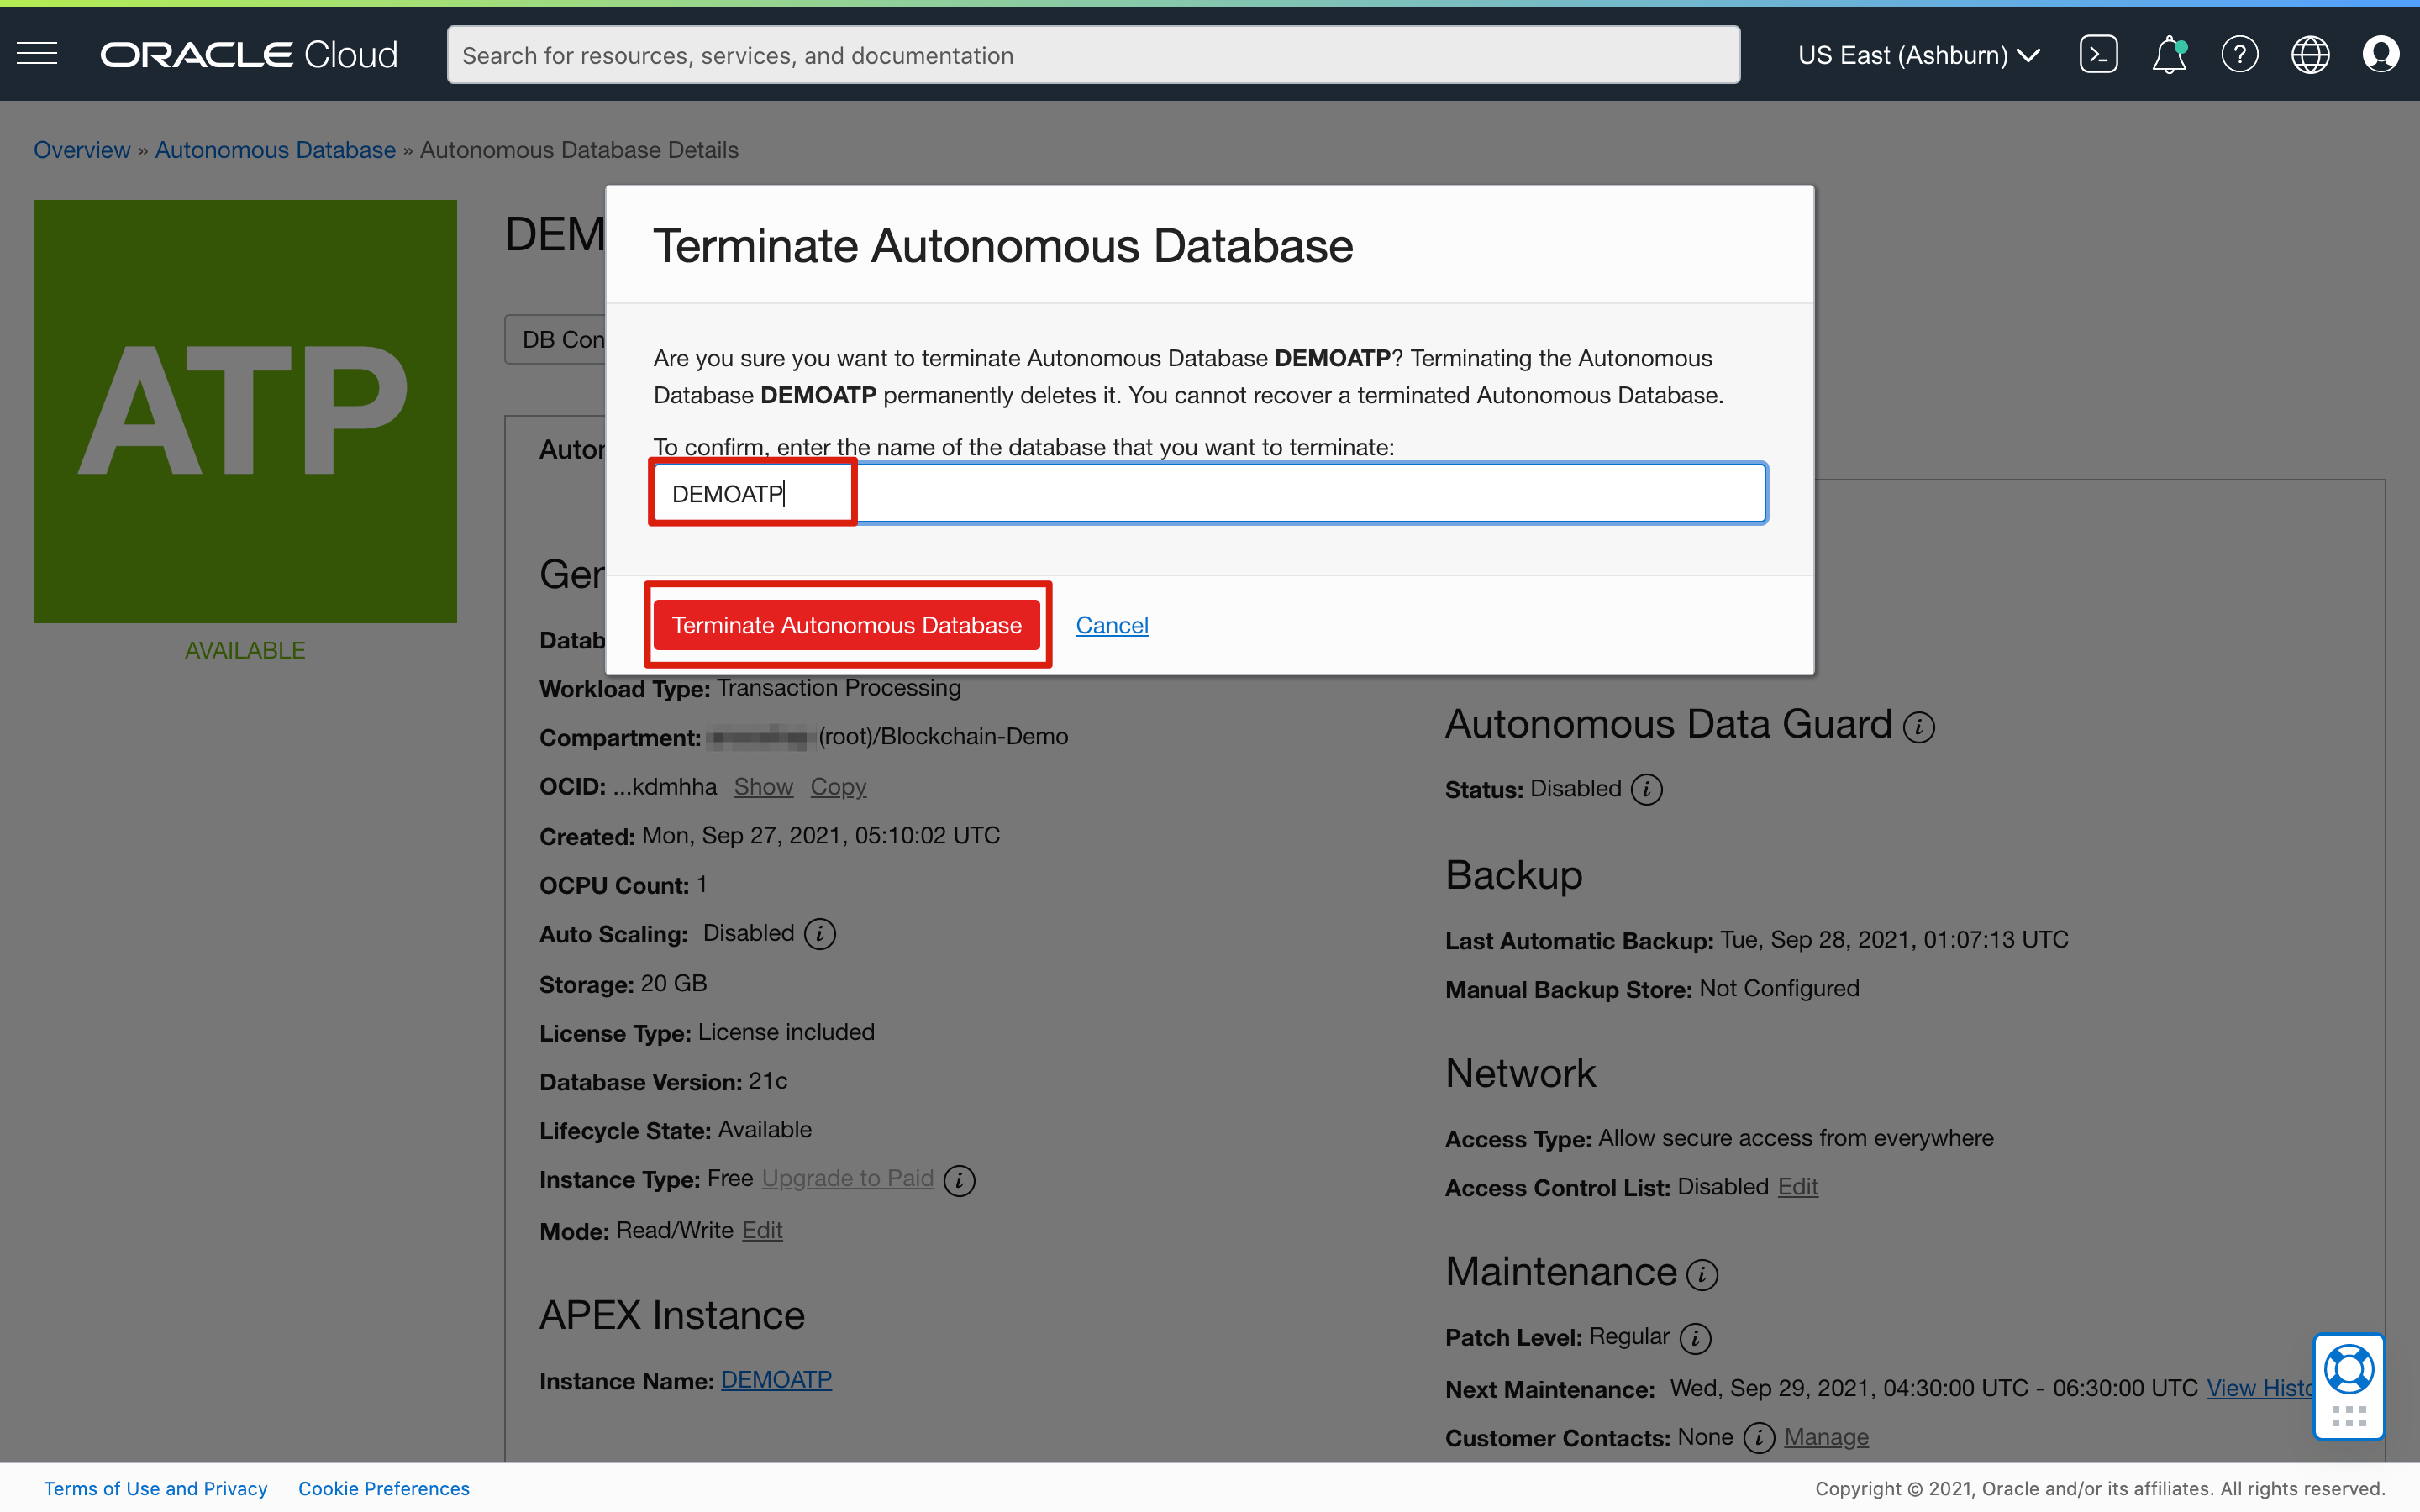 ORACLE Cloud
Search for resources, services, and documentation
US East (Ashburn)
Overview » Autonomous Database » Autonomous Database Details
ATP
AVAILABLE
DEM
DB Con
Terminate Autonomous Database
Are you sure you want to terminate Autonomous Database DEMOATP? Terminating the Autonomous
Database DEMOATP permanently deletes it. You cannot recover a terminated Autonomous Database.
To confirm, enter the name of the database that you want to terminate:
DEMOATP
Terminate Autonomous Database Cancel
Auton
Gen
Datab
Workload Type: Transaction Processing
Compartment: (root)/Blockchain-Demo
OCID: ...kdmhha Show Copy
Created: Mon, Sep 27, 2021, 05:10:02 UTC
OCPU Count: 1
Auto Scaling: Disabled
Storage: 20 GB
License Type: License included
Database Version: 21c
Lifecycle State: Available
Instance Type: Free Upgrade to Paid
Mode: Read/Write Edit
APEX Instance
Instance Name: DEMOATP
Autonomous Data Guard
Status: Disabled
Backup
Last Automatic Backup: Tue, Sep 28, 2021, 01:07:13 UTC
Manual Backup Store: Not Configured
Network
Access Type: Allow secure access from everywhere
Access Control List: Disabled Edit
Maintenance
Patch Level: Regular
Next Maintenance: Wed, Sep 29, 2021, 04:30:00 UTC - 06:30:00 UTC View Histo
Customer Contacts: None Manage
Terms of Use and Privacy Cookie Preferences
Copyright © 2021, Oracle and/or its affiliates. All rights reserved.